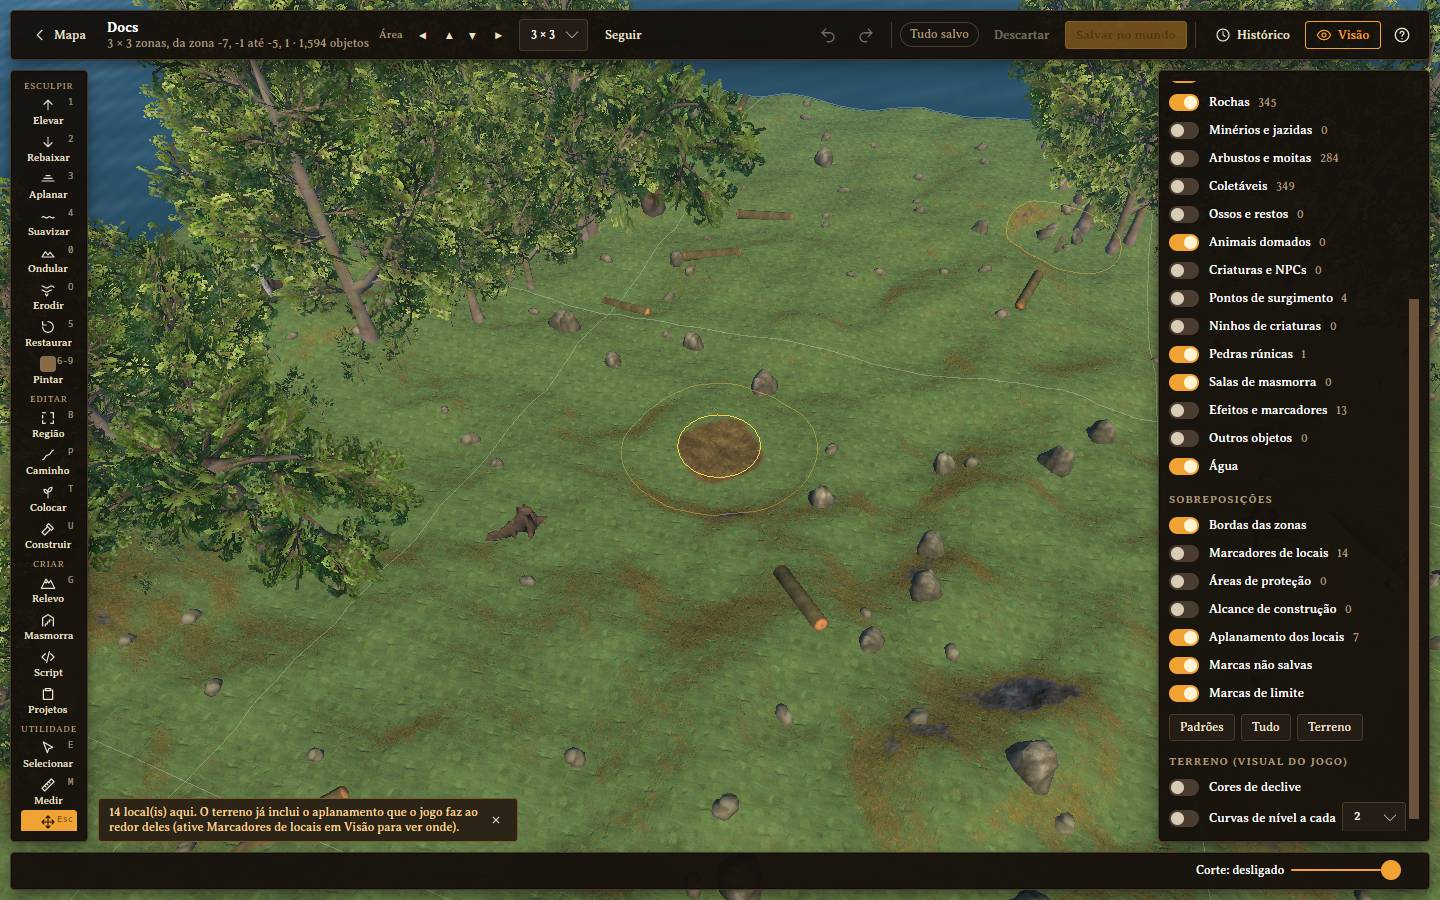 Mapa
Docs
3 × 3 zonas, da zona -7, -1 até -5, 1 · 1,594 objetos
Área
3 × 3
Seguir
Tudo salvo
Descartar
Salvar no mundo
Histórico
Visão
ESCULPIR
1
Elevar
2
Rebaixar
3
Aplanar
4
Suavizar
0
Ondular
O
Erodir
5
Restaurar
6-9
Pintar
EDITAR
B
Região
P
Caminho
T
Colocar
U
Construir
CRIAR
G
Relevo
Masmorra
Script
Projetos
UTILIDADE
E
Selecionar
M
Medir
Esc
14 local(is) aqui. O terreno já inclui o aplanamento que o jogo faz ao
redor deles (ative Marcadores de locais em Visão para ver onde).
Rochas 345
Minérios e jazidas 0
Arbustos e moitas 284
Coletáveis 349
Ossos e restos 0
Animais domados 0
Criaturas e NPCs 0
Pontos de surgimento 4
Ninhos de criaturas 0
Pedras rúnicas 1
Salas de masmorra 0
Efeitos e marcadores 13
Outros objetos 0
Água
SOBREPOSIÇÕES
Bordas das zonas
Marcadores de locais 14
Áreas de proteção 0
Alcance de construção 0
Aplanamento dos locais 7
Marcas não salvas
Marcas de limite
Padrões
Tudo
Terreno
TERRENO (VISUAL DO JOGO)
Cores de declive
Curvas de nível a cada 2
Corte: desligado